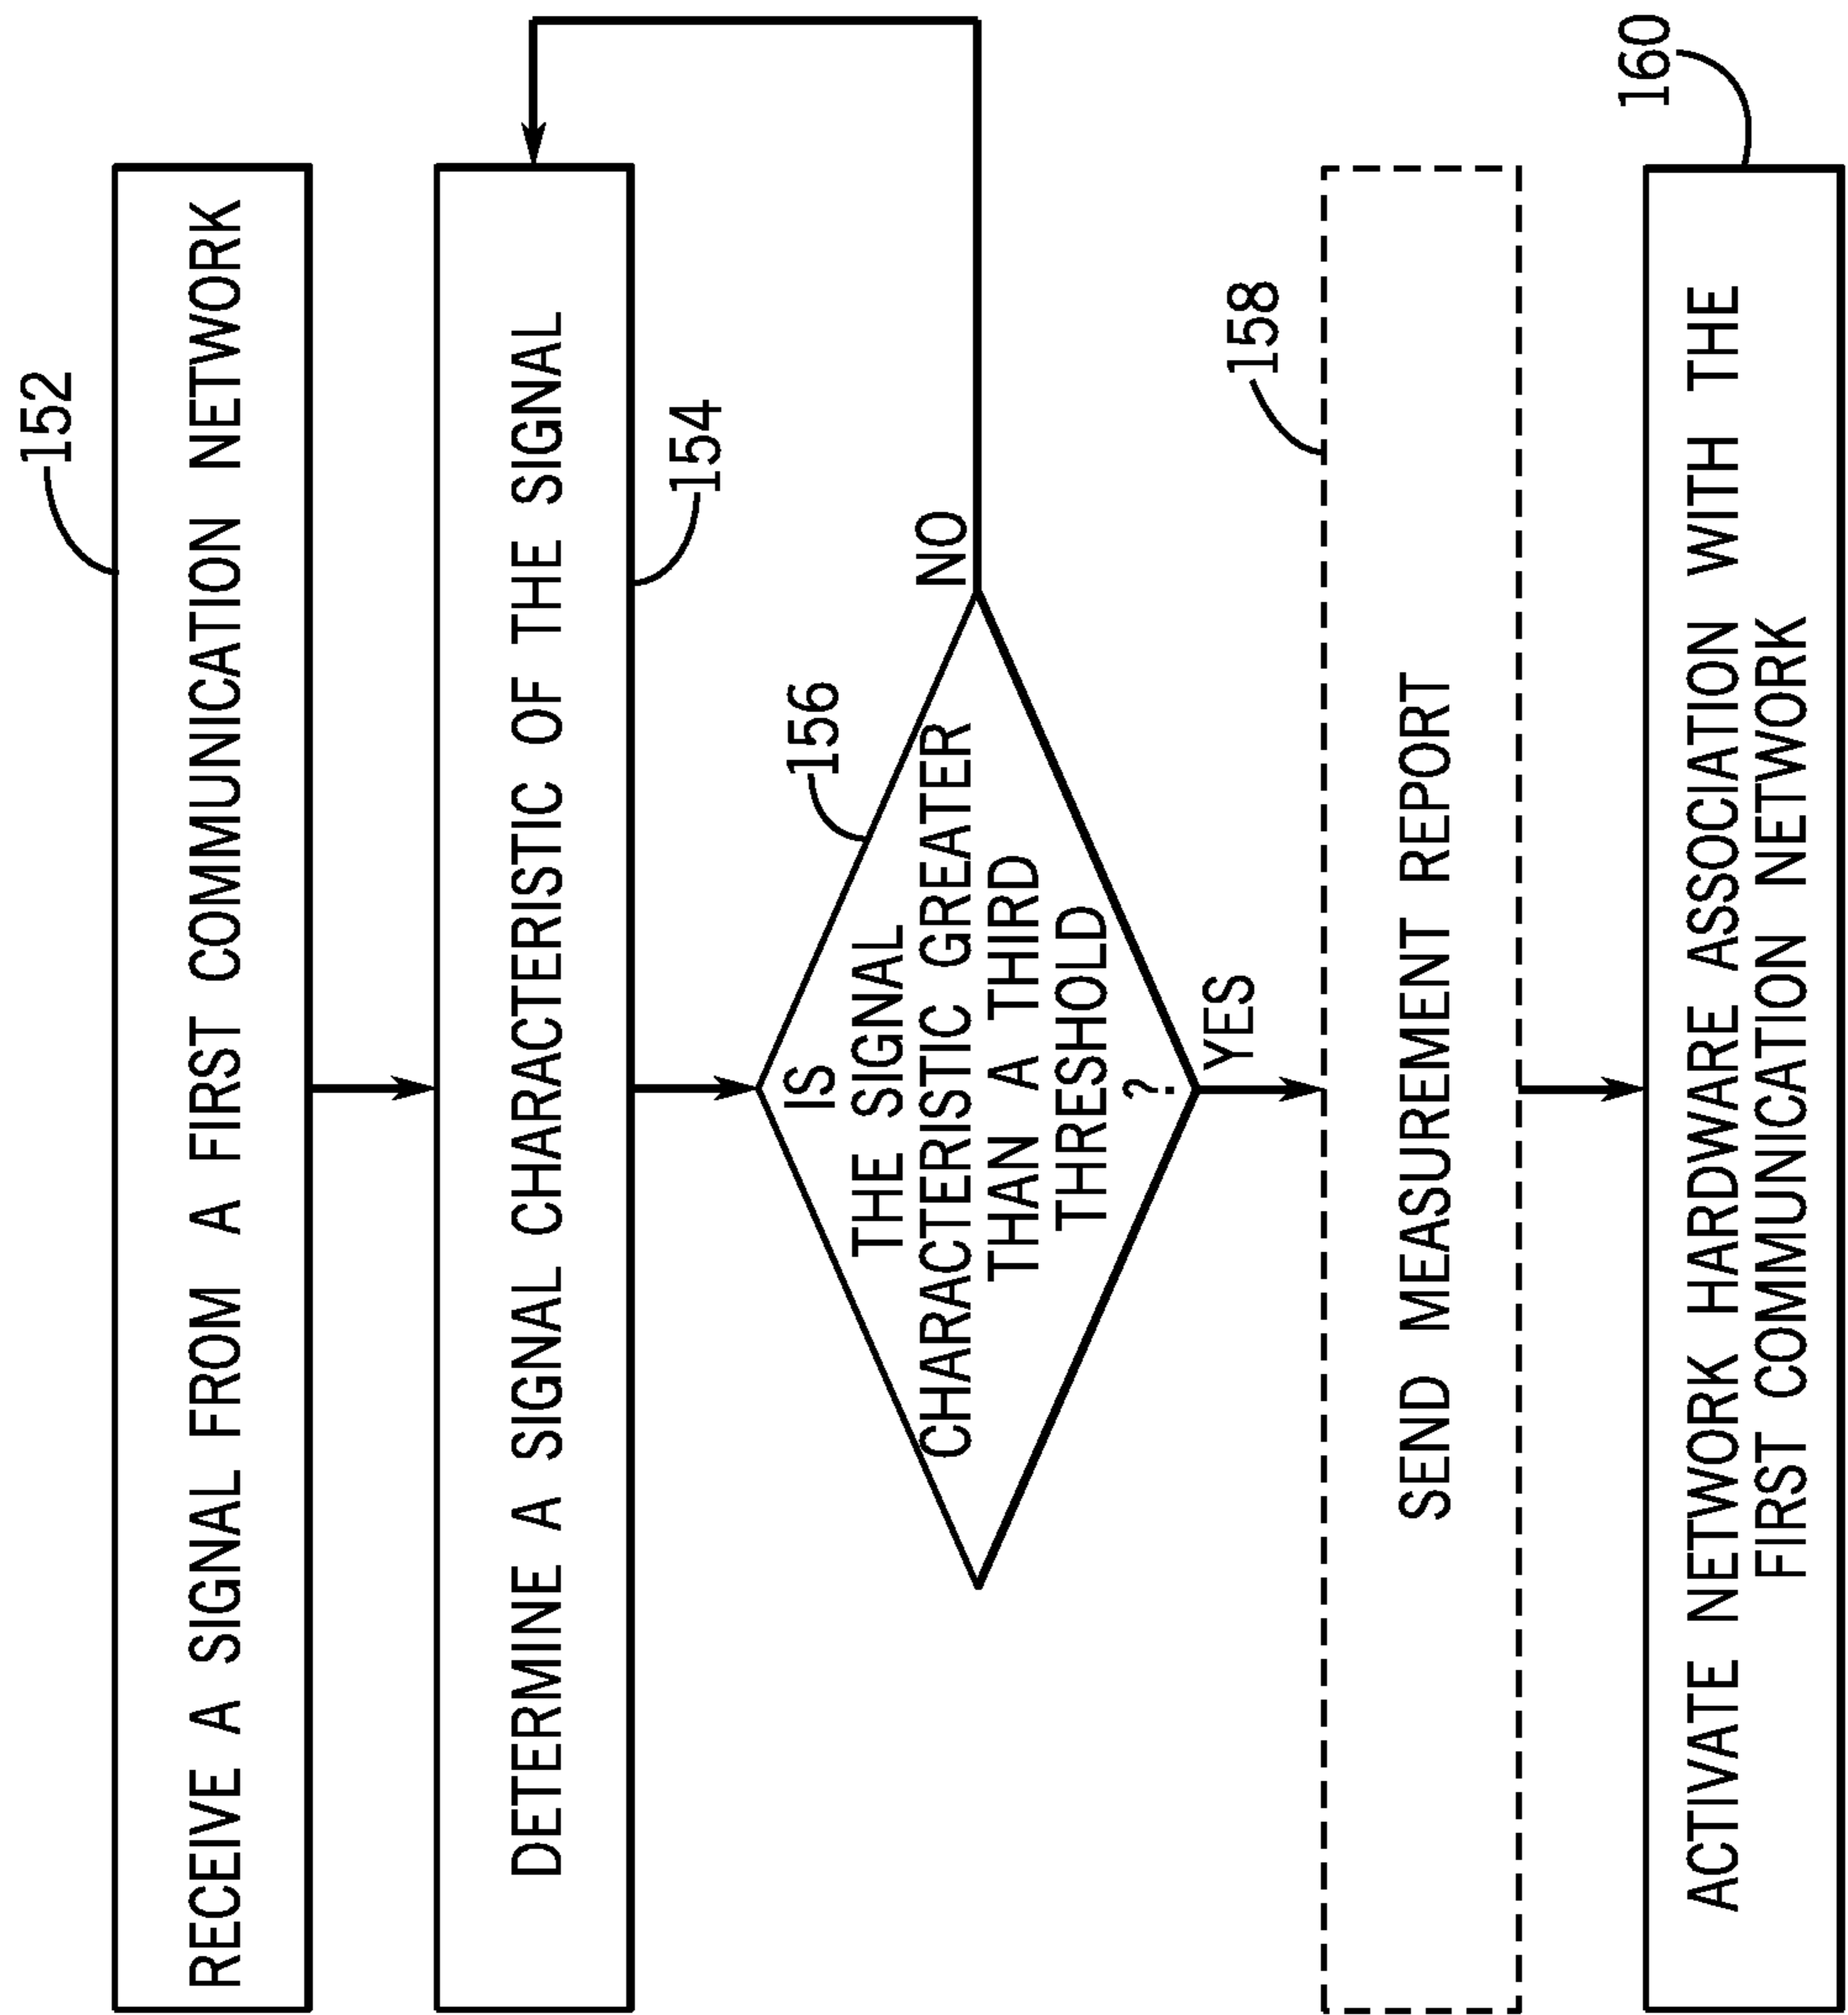 152
RECEIVE A SIGNAL FROM A FIRST COMMUNICATION NETWORK
DETERMINE A SIGNAL CHARACTERISTIC OF THE SIGNAL
154
156
IS
THE SIGNAL
CHARACTERISTIC GREATER
THAN A THIRD
THRESHOLD
?
NO
YES
158
SEND MEASUREMENT REPORT
160
ACTIVATE NETWORK HARDWARE ASSOCIATION WITH THE
FIRST COMMUNICATION NETWORK